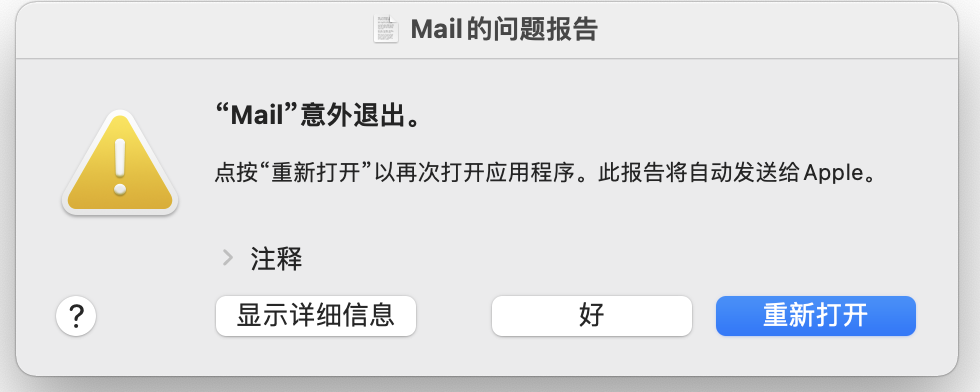 Mail的问题报告
“Mail”意外退出。
点按“重新打开”以再次打开应用程序。此报告将自动发送给Apple。
注释
?
显示详细信息
好
重新打开